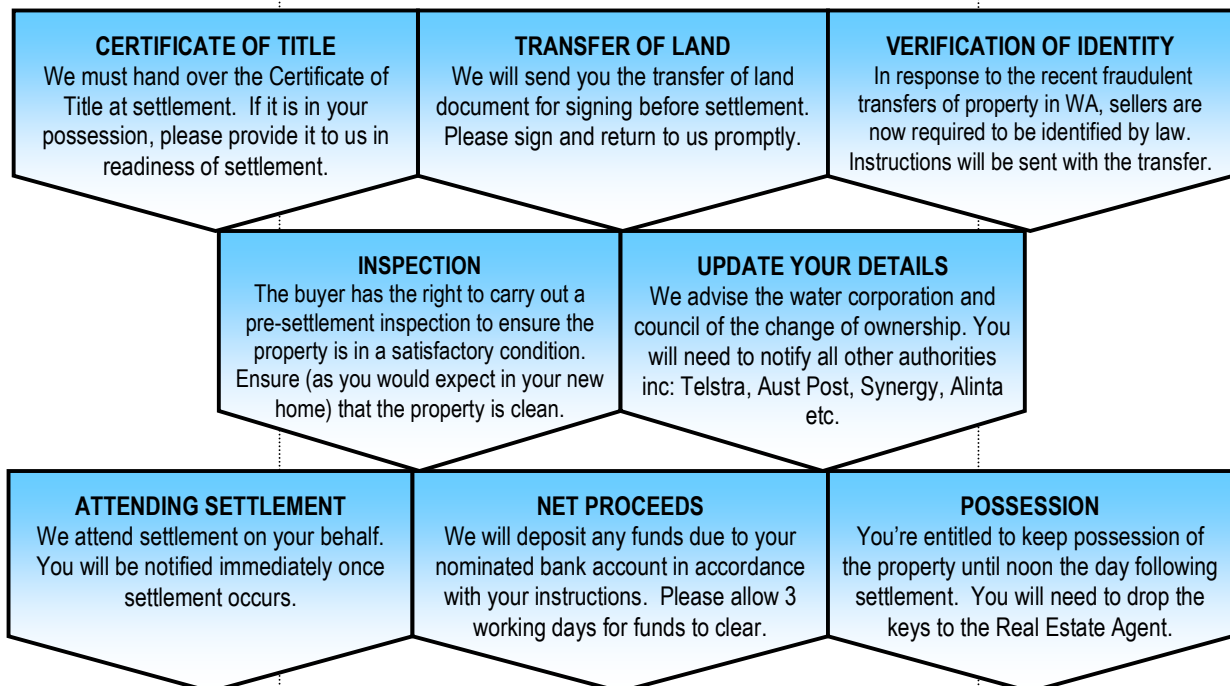 CERTIFICATE OF TITLE
We must hand over the Certificate of
Title at settlement.  If it is in your
possession, please provide it to us in
readiness of settlement.
TRANSFER OF LAND
We will send you the transfer of land
document for signing before settlement.
Please sign and return to us promptly.
VERIFICATION OF IDENTITY
In response to the recent fraudulent
transfers of property in WA, sellers are
now required to be identified by law.
Instructions will be sent with the transfer.
INSPECTION
The buyer has the right to carry out a
pre-settlement inspection to ensure the
property is in a satisfactory condition.
Ensure (as you would expect in your new
home) that the property is clean.
UPDATE YOUR DETAILS
We advise the water corporation and
council of the change of ownership. You
will need to notify all other authorities
inc: Telstra, Aust Post, Synergy, Alinta
etc.
ATTENDING SETTLEMENT
We attend settlement on your behalf.
You will be notified immediately once
settlement occurs.
NET PROCEEDS
We will deposit any funds due to your
nominated bank account in accordance
with your instructions.  Please allow 3
working days for funds to clear.
POSSESSION
You're entitled to keep possession of
the property until noon the day following
settlement.  You will need to drop the
keys to the Real Estate Agent.